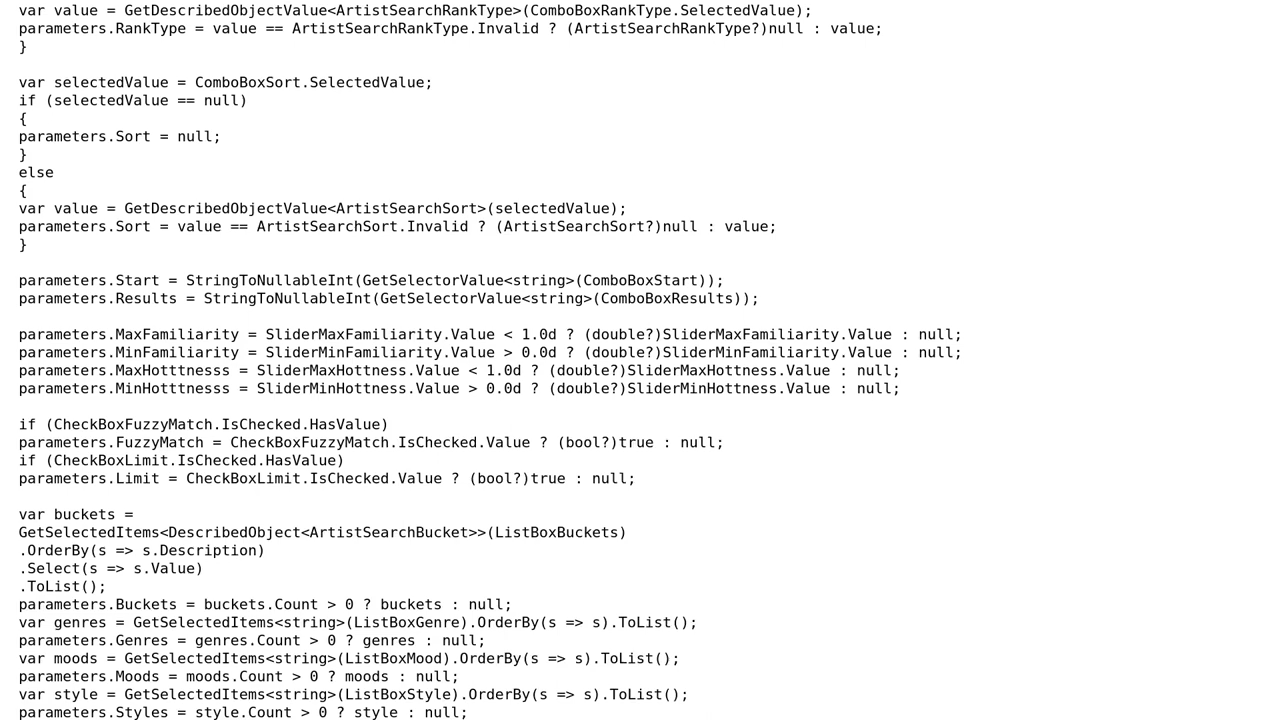 var value = GetDescribedObjectValue<ArtistSearchRankType>(ComboBoxRankType.SelectedValue);
parameters.RankType = value == ArtistSearchRankType.Invalid ? (ArtistSearchRankType?)null : value;
}

var selectedValue = ComboBoxSort.SelectedValue;
if (selectedValue == null)
{
parameters.Sort = null;
}
else
{
var value = GetDescribedObjectValue<ArtistSearchSort>(selectedValue);
parameters.Sort = value == ArtistSearchSort.Invalid ? (ArtistSearchSort?)null : value;
}

parameters.Start = StringToNullableInt(GetSelectorValue<string>(ComboBoxStart));
parameters.Results = StringToNullableInt(GetSelectorValue<string>(ComboBoxResults));

parameters.MaxFamiliarity = SliderMaxFamiliarity.Value < 1.0d ? (double?)SliderMaxFamiliarity.Value : null;
parameters.MinFamiliarity = SliderMinFamiliarity.Value > 0.0d ? (double?)SliderMinFamiliarity.Value : null;
parameters.MaxHotttnesss = SliderMaxHottness.Value < 1.0d ? (double?)SliderMaxHottness.Value : null;
parameters.MinHotttnesss = SliderMinHottness.Value > 0.0d ? (double?)SliderMinHottness.Value : null;

if (CheckBoxFuzzyMatch.IsChecked.HasValue)
parameters.FuzzyMatch = CheckBoxFuzzyMatch.IsChecked.Value ? (bool?)true : null;
if (CheckBoxLimit.IsChecked.HasValue)
parameters.Limit = CheckBoxLimit.IsChecked.Value ? (bool?)true : null;

var buckets =
GetSelectedItems<DescribedObject<ArtistSearchBucket>>(ListBoxBuckets)
.OrderBy(s => s.Description)
.Select(s => s.Value)
.ToList();
parameters.Buckets = buckets.Count > 0 ? buckets : null;
var genres = GetSelectedItems<string>(ListBoxGenre).OrderBy(s => s).ToList();
parameters.Genres = genres.Count > 0 ? genres : null;
var moods = GetSelectedItems<string>(ListBoxMood).OrderBy(s => s).ToList();
parameters.Moods = moods.Count > 0 ? moods : null;
var style = GetSelectedItems<string>(ListBoxStyle).OrderBy(s => s).ToList();
parameters.Styles = style.Count > 0 ? style : null;